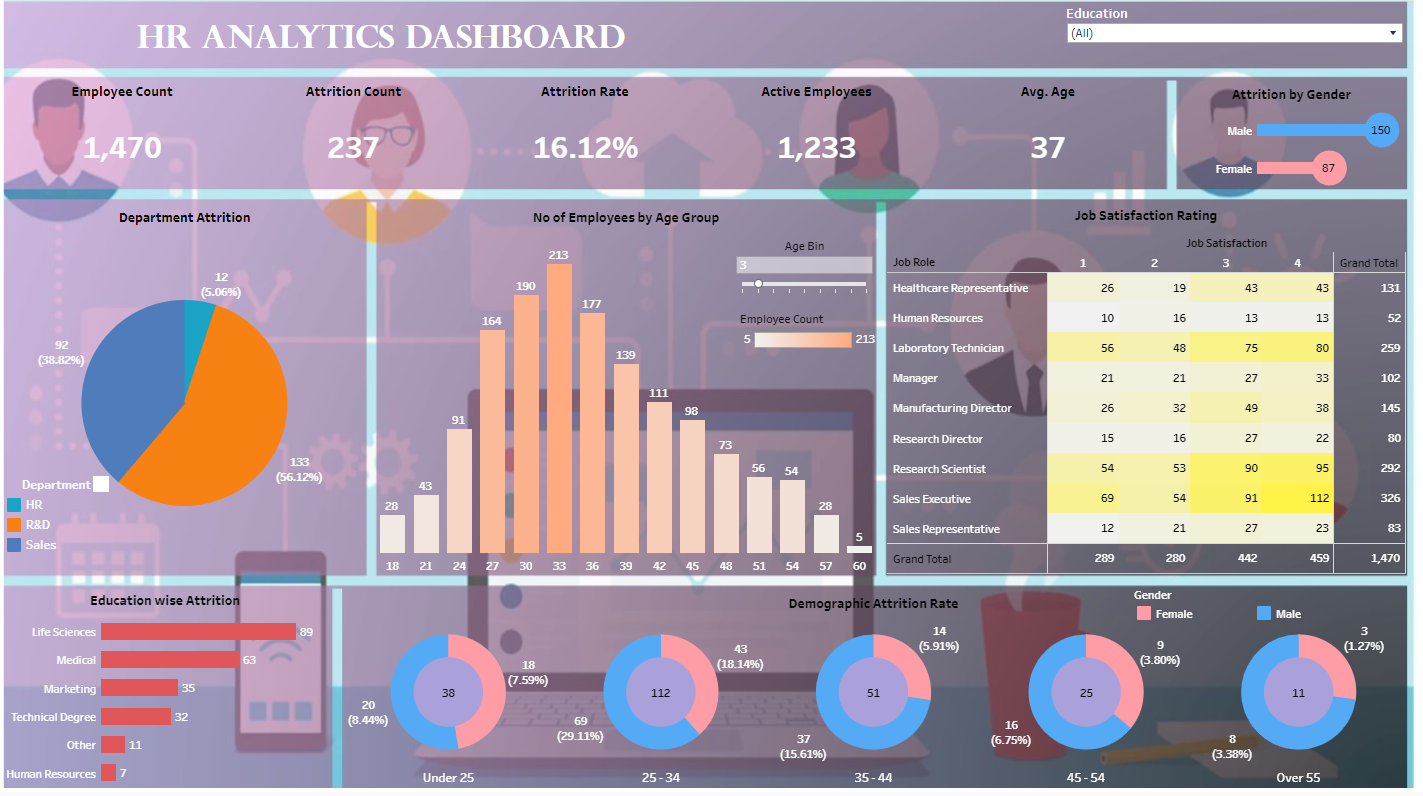 HR ANALYTICS DASHBOARD
Education
(All)
Employee Count
1,470
Attrition Count
237
Attrition Rate
16.12%
Active Employees
1,233
Avg. Age
37
Attrition by Gender
Male 150
Female 87
Department Attrition
12
(5.06%)
92
(38.82%)
133
(56.12%)
Department
HR
R&D
Sales
No of Employees by Age Group
Age Bin
3
Employee Count
5 213
28 43 91 164 190 213 177 139 111 98 73 56 54 28 5
18 21 24 27 30 33 36 39 42 45 48 51 54 57 60
Job Satisfaction Rating
Job Satisfaction
Job Role 1 2 3 4 Grand Total
Healthcare Representative 26 19 43 43 131
Human Resources 10 16 13 13 52
Laboratory Technician 56 48 75 80 259
Manager 21 21 27 33 102
Manufacturing Director 26 32 49 38 145
Research Director 15 16 27 22 80
Research Scientist 54 53 90 95 292
Sales Executive 69 54 91 112 326
Sales Representative 12 21 27 23 83
Grand Total 289 280 442 459 1,470
Education wise Attrition
Life Sciences 89
Medical 63
Marketing 35
Technical Degree 32
Other 11
Human Resources 7
Demographic Attrition Rate
Gender
Female Male
18
(7.59%)
38
20
(8.44%)
Under 25
43
(18.14%)
112
69
(29.11%)
25 - 34
14
(5.91%)
51
37
(15.61%)
35 - 44
9
(3.80%)
25
16
(6.75%)
45 - 54
3
(1.27%)
11
8
(3.38%)
Over 55